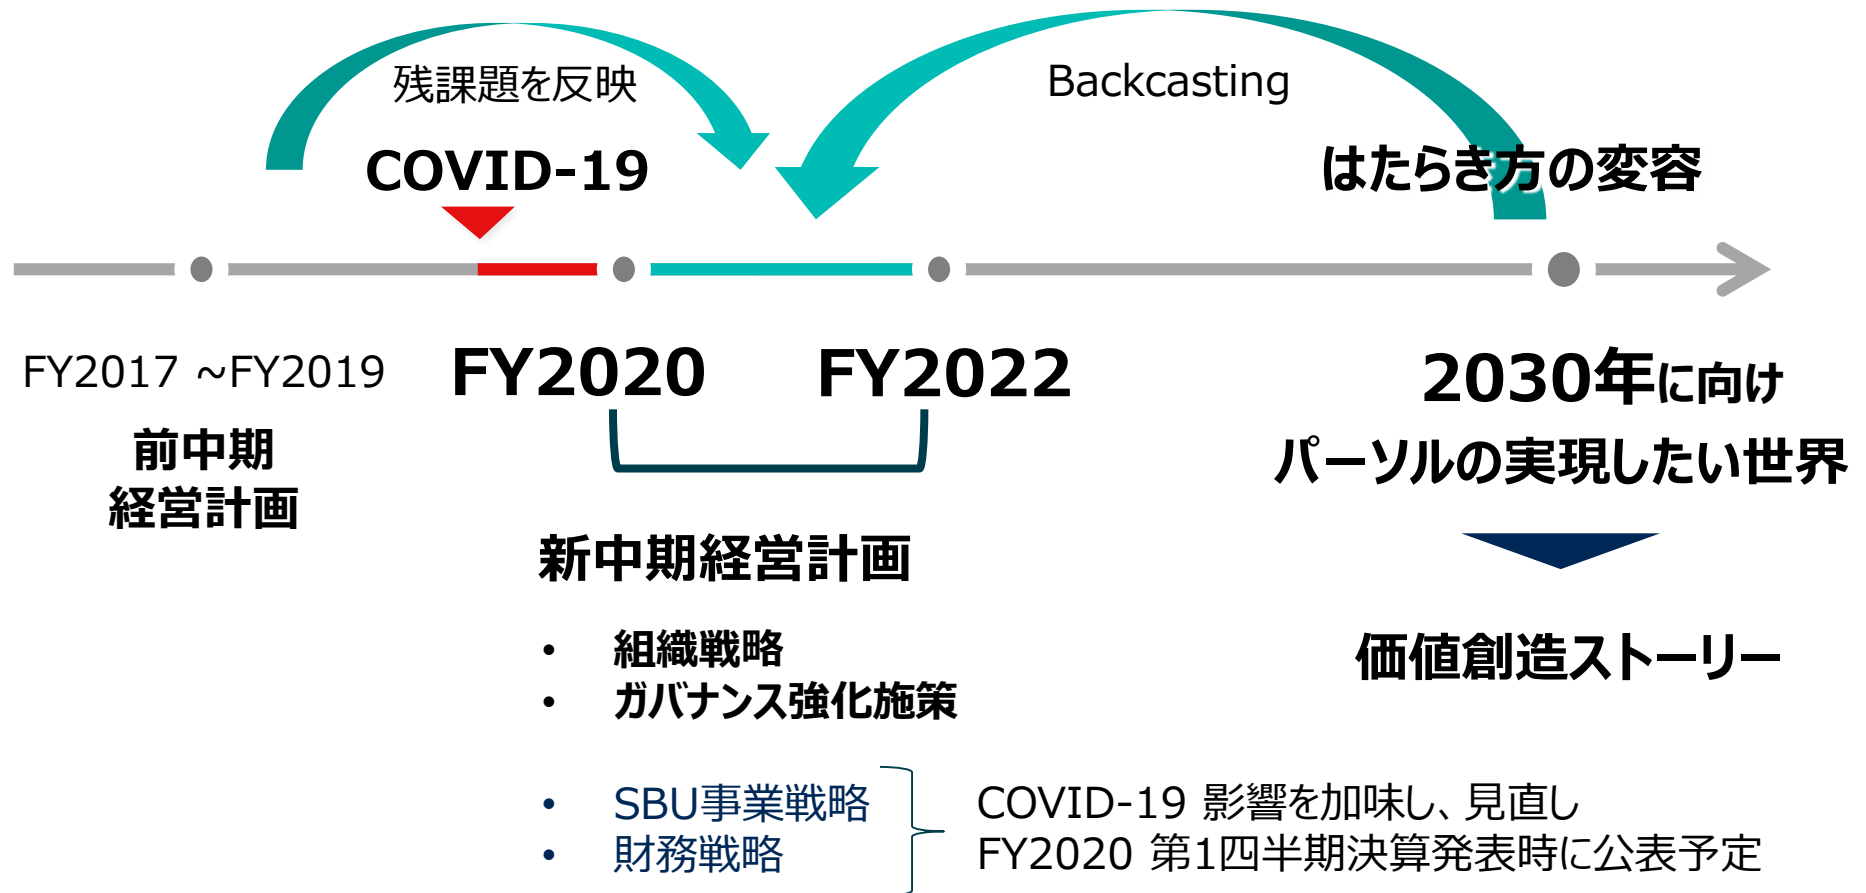 残課題を反映
Backcasting
COVID-19
はたらき方の変容
FY2017 ~FY2019
FY2020
FY2022
2030年に向け
パーソルの実現したい世界
前中期
経営計画
新中期経営計画
• 組織戦略
• ガバナンス強化施策
価値創造ストーリー
• SBU事業戦略
• 財務戦略
COVID-19 影響を加味し、見直し
FY2020 第1四半期決算発表時に公表予定